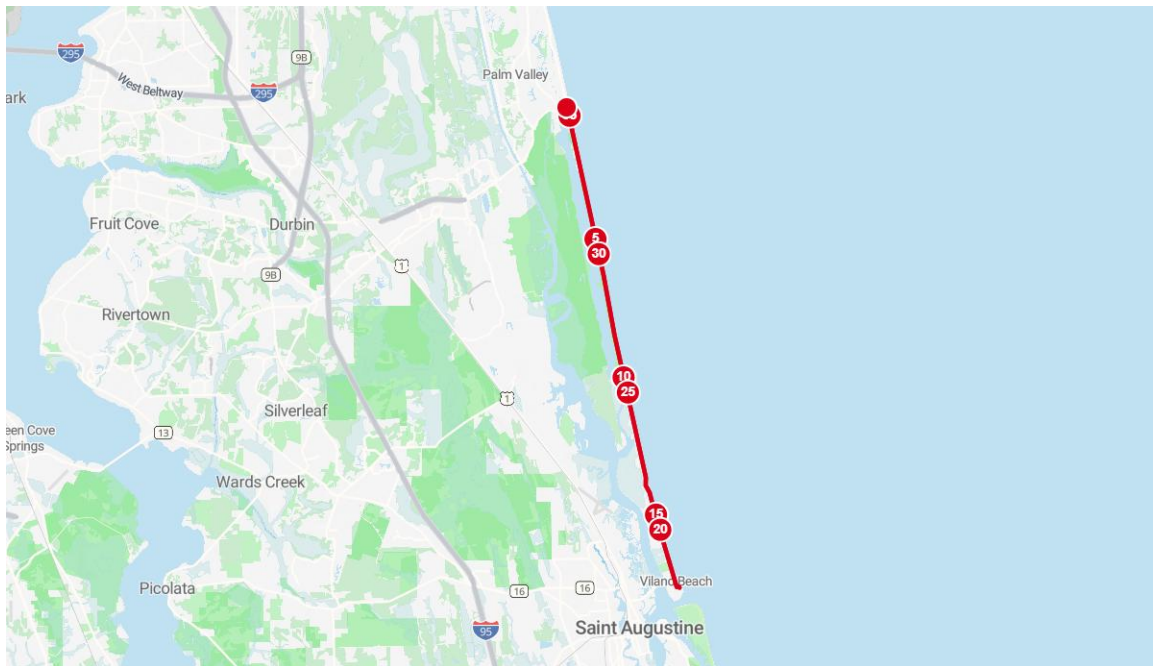 295
9B
Palm Valley
West Beltway
295
ark
5
30
Fruit Cove
Durbin
1
9B
Rivertown
10
25
1
Silverleaf
een Cove
Springs
13
Wards Creek
15
20
Vilano Beach
Picolata
16
16
95
Saint Augustine